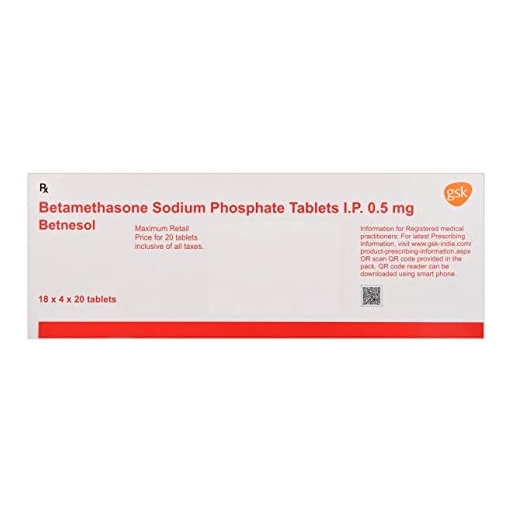 Rx
Betamethasone Sodium Phosphate Tablets I.P. 0.5 mg
Betnesol
gsk
Maximum Retail
Price for 20 tablets
inclusive of all taxes.
Information for Registered medical
practitioners: For latest Prescribing
Information, visit www.gsk-india.com/
product-prescription-information.aspx
OR scan QR code provided in the
pack, QR code reader can be
downloaded using smart phone.
18 x 4 x 20 tablets